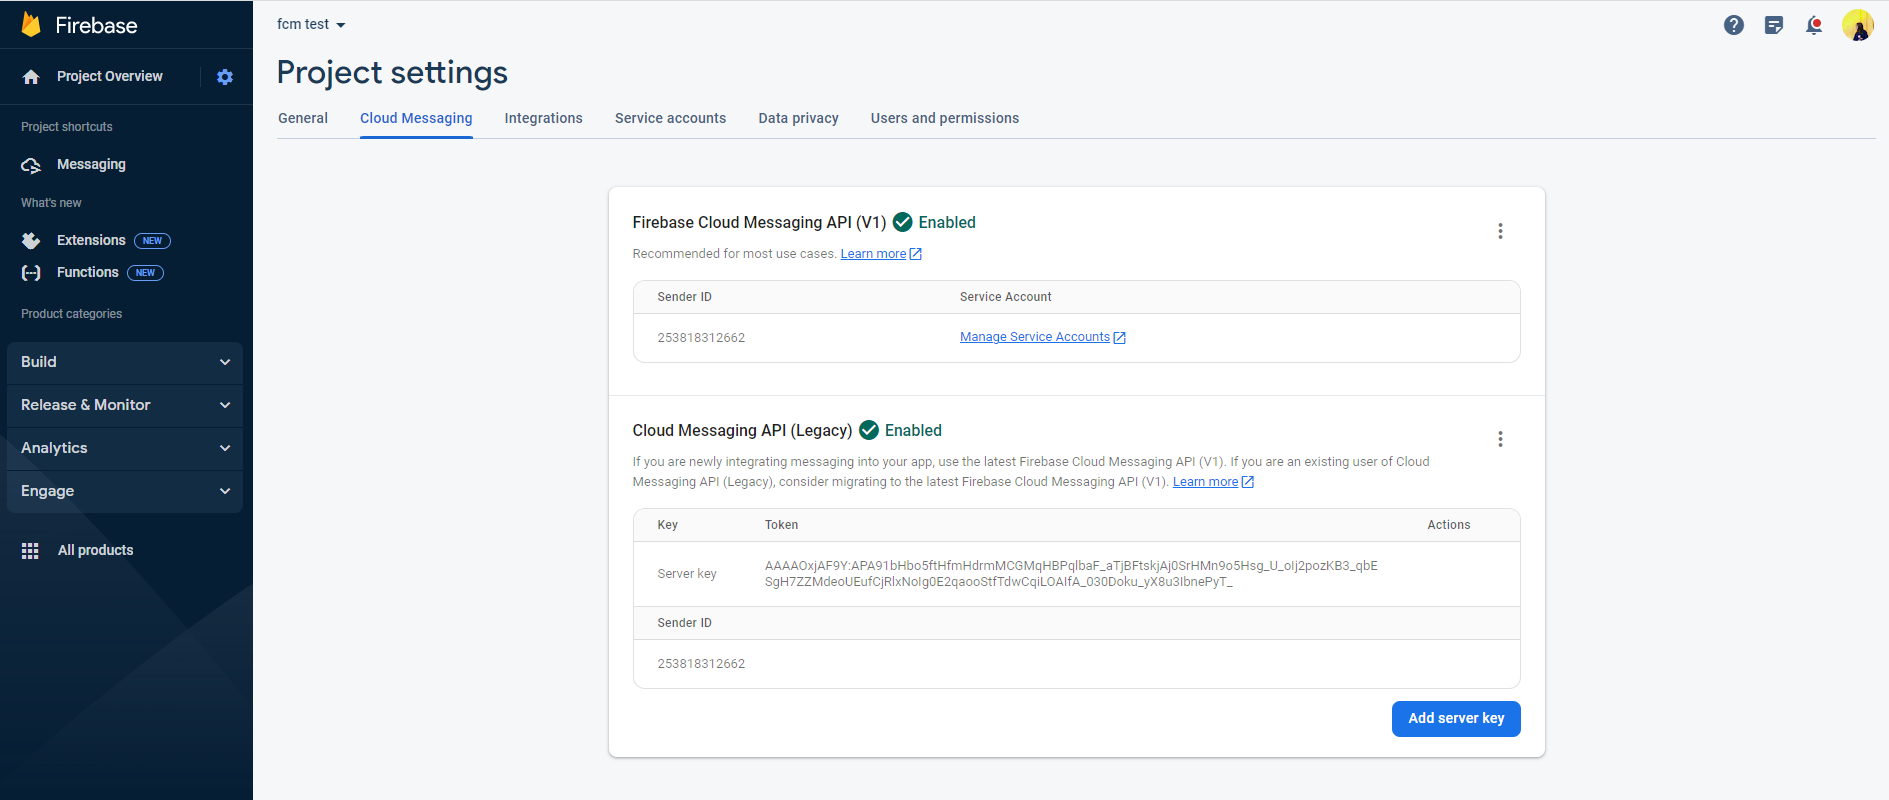 Firebase
fcm test
Project Overview
Project settings
General Cloud Messaging Integrations Service accounts Data privacy Users and permissions
Project shortcuts
Messaging
What's new
Extensions NEW
Functions NEW
Product categories
Build
Release & Monitor
Analytics
Engage
All products
Firebase Cloud Messaging API (V1) Enabled
Recommended for most use cases. Learn more
Sender ID Service Account
253818312662 Manage Service Accounts
Cloud Messaging API (Legacy) Enabled
If you are newly integrating messaging into your app, use the latest Firebase Cloud Messaging API (V1). If you are an existing user of Cloud
Messaging API (Legacy), consider migrating to the latest Firebase Cloud Messaging API (V1). Learn more
Key Token Actions
Server key
AAAAOxjAF9Y:APA91bHbo5ftHfmHdrmMCGMqHBPqlbaF_aTjBFtskjAj0SrHMn9o5Hsg_U_oIj2pozKB3_qbE
SgH7ZZMdeoUEufCjRlxNoIg0E2qaooStfTdwCqiLOAIfA_030Doku_yX8u3IbnePyT_
Sender ID
253818312662
Add server key